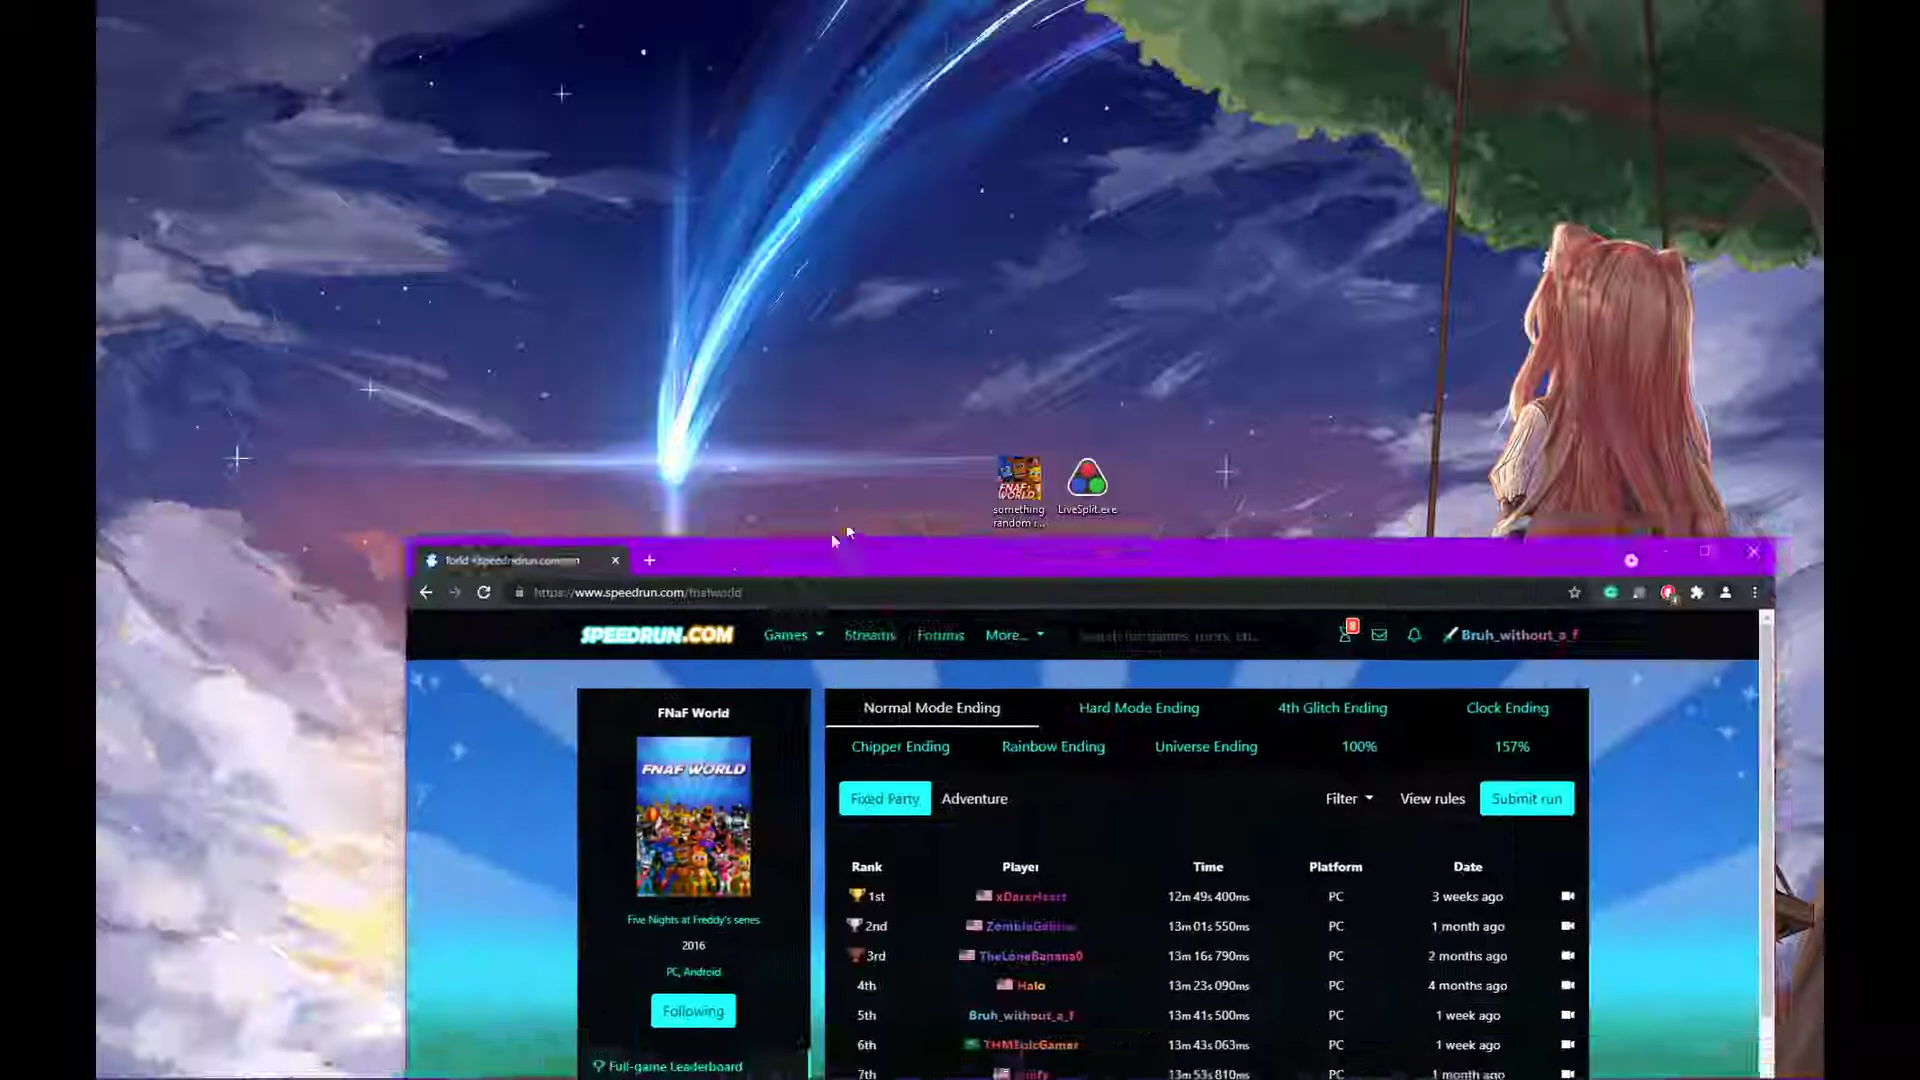 FNAF WORLD
something random r...
LiveSplit.exe
https://www.speedrun.com/fnafworld
SPEEDRUN.COM
Games
Streams
Forums
More...
8
Bruh_without_a_f
FNaF World
FNAF WORLD
Five Nights at Freddy's series
2016
PC, Android
Following
Full-game Leaderboard
Normal Mode Ending
Hard Mode Ending
4th Glitch Ending
Clock Ending
Chipper Ending
Rainbow Ending
Universe Ending
100%
157%
Fixed Party
Adventure
Filter
View rules
Submit run
Rank Player Time Platform Date
1st xDarxHeart 12m 49s 400ms PC 3 weeks ago
2nd 13m 01s 550ms PC 1 month ago
3rd TheLoneBanana0 13m 16s 790ms PC 2 months ago
4th Halo 13m 23s 090ms PC 4 months ago
5th Bruh_without_a_f 13m 41s 500ms PC 1 week ago
6th THMEpicGamer 13m 43s 063ms PC 1 week ago
7th 13m 53s 810ms PC 1 month ago